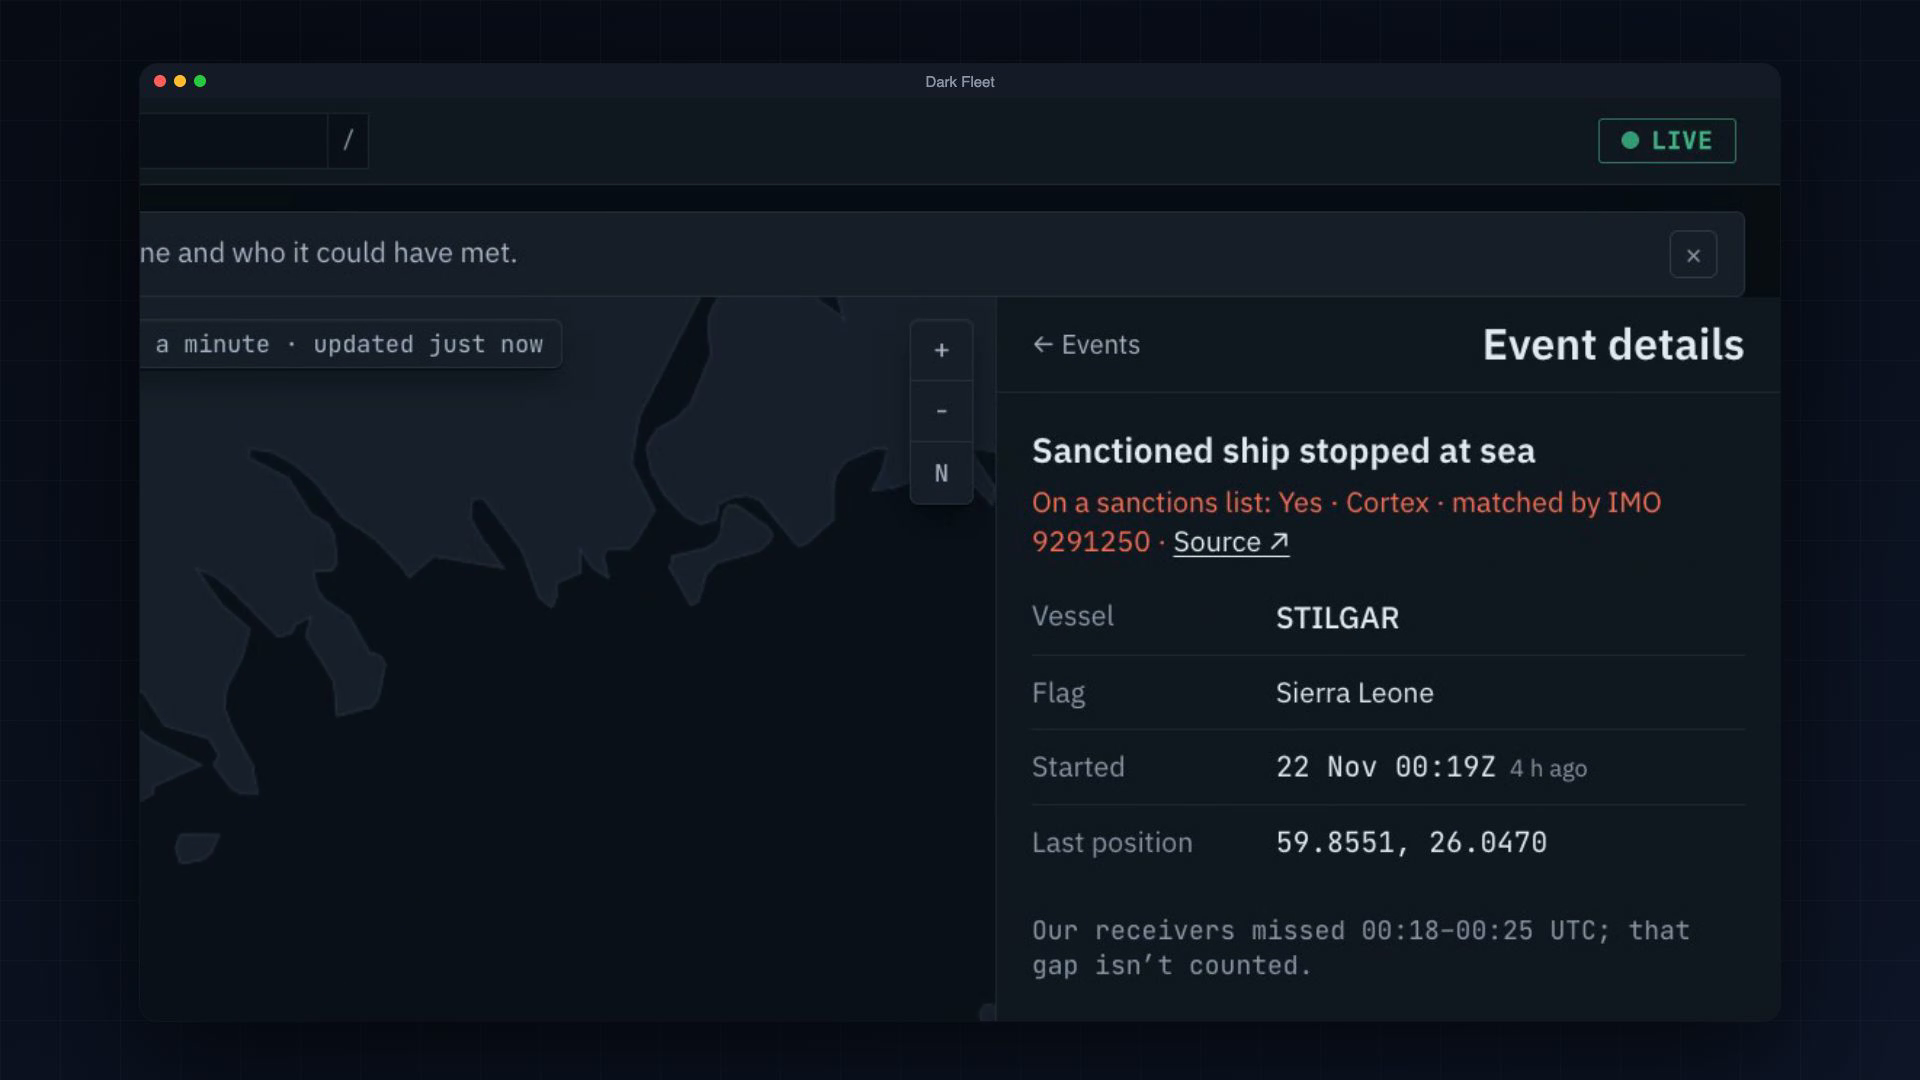 Dark Fleet
/
LIVE
ne and who it could have met.
×
a minute · updated just now
+
-
N
← Events
Event details
Sanctioned ship stopped at sea
On a sanctions list: Yes · Cortex · matched by IMO
9291250 · Source ↗
Vessel STILGAR
Flag Sierra Leone
Started 22 Nov 00:19Z 4 h ago
Last position 59.8551, 26.0470
Our receivers missed 00:18–00:25 UTC; that
gap isn’t counted.